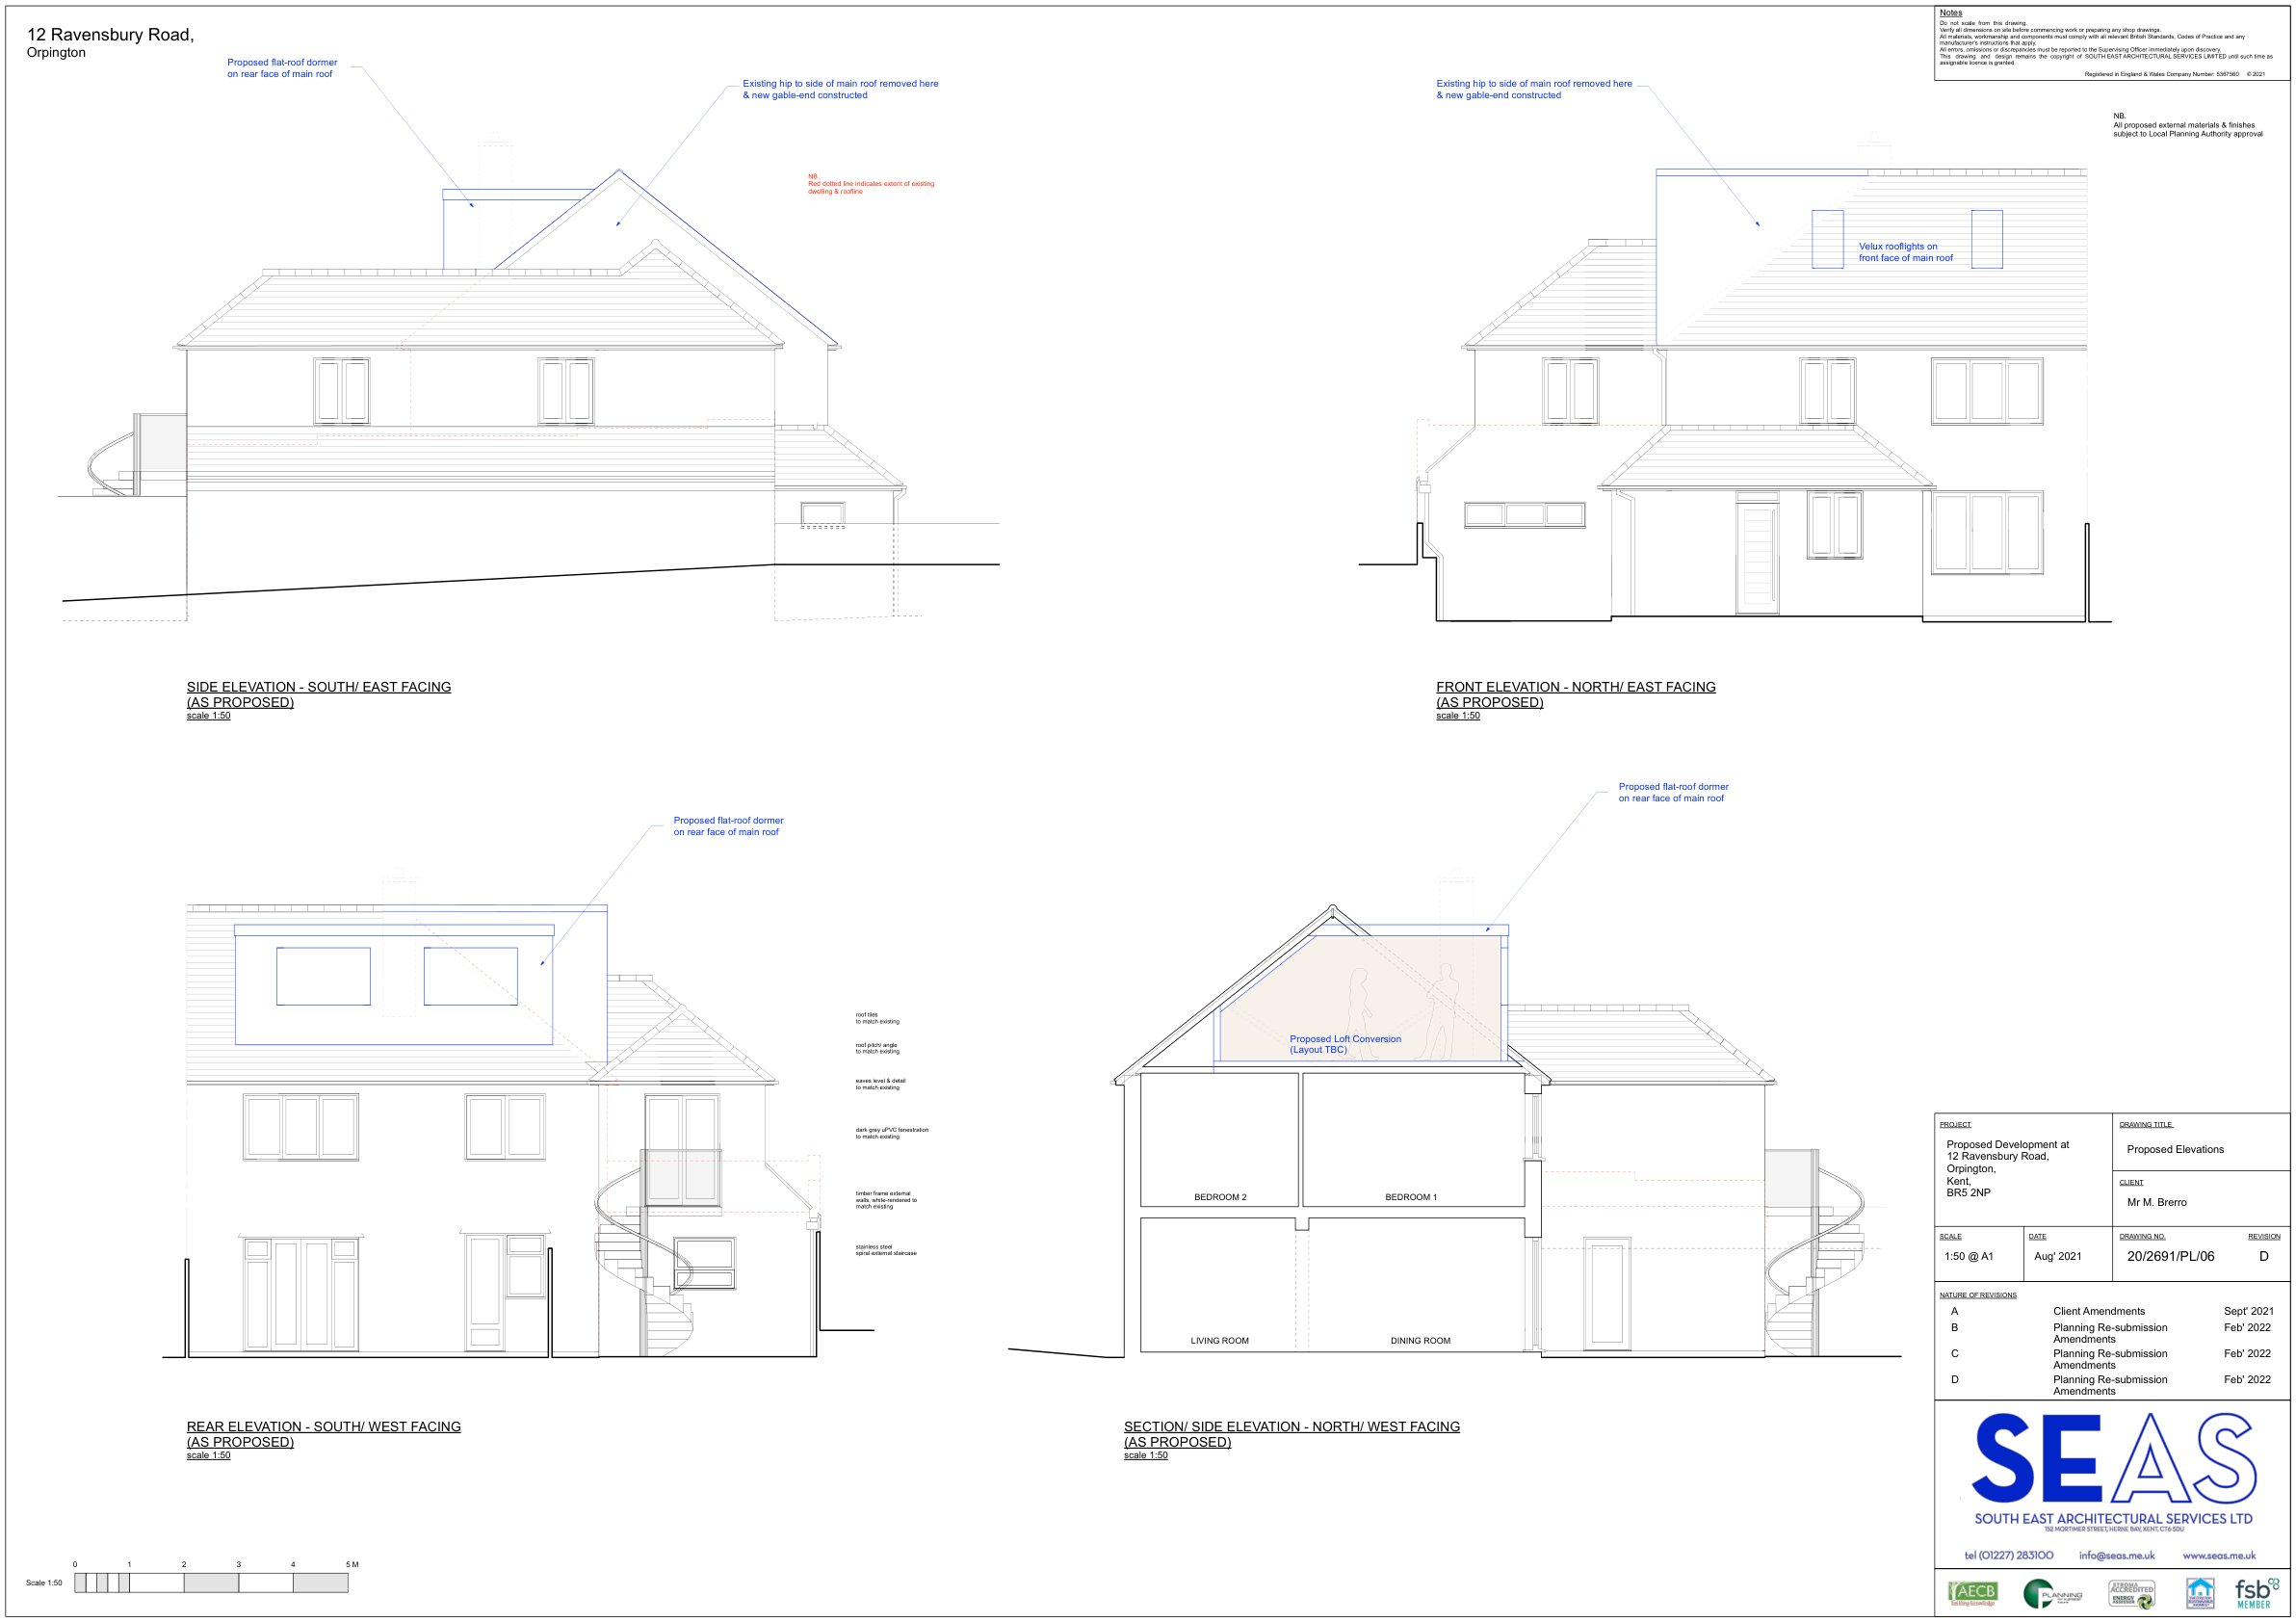 12 Ravensbury Road,
Orpington
Proposed flat-roof dormer
on rear face of main roof
Existing hip to side of main roof removed here
& new gable-end constructed
NB.
Red dotted line indicates extent of existing
dwelling & roofline
SIDE ELEVATION - SOUTH/ EAST FACING
(AS PROPOSED)
scale 1:50
Existing hip to side of main roof removed here
& new gable-end constructed
Velux rooflights on
front face of main roof
FRONT ELEVATION - NORTH/ EAST FACING
(AS PROPOSED)
scale 1:50
Notes
Do not scale from this drawing.
Verify all dimensions on site before commencing work or preparing any shop drawings.
All materials, workmanship and components must comply with all relevant British Standards, Codes of Practice and any
manufacturer's instructions that apply.
All errors, omissions or discrepancies must be reported to the Supervising Officer immediately upon discovery.
This drawing and design remains the copyright of SOUTH EAST ARCHITECTURAL SERVICES LIMITED until such time as
assignable licence is granted.
Registered in England & Wales Company Number: 5367560 © 2021
NB.
All proposed external materials & finishes
subject to Local Planning Authority approval
Proposed flat-roof dormer
on rear face of main roof
roof tiles
to match existing
roof pitch/ angle
to match existing
eaves level & detail
to match existing
dark grey uPVC fenestration
to match existing
timber frame external
walls, white-rendered to
match existing
stainless steel
spiral external staircase
REAR ELEVATION - SOUTH/ WEST FACING
(AS PROPOSED)
scale 1:50
Proposed flat-roof dormer
on rear face of main roof
Proposed Loft Conversion
(Layout TBC)
BEDROOM 2
BEDROOM 1
LIVING ROOM
DINING ROOM
SECTION/ SIDE ELEVATION - NORTH/ WEST FACING
(AS PROPOSED)
scale 1:50
PROJECT
Proposed Development at
12 Ravensbury Road,
Orpington,
Kent,
BR5 2NP
DRAWING TITLE
Proposed Elevations
CLIENT
Mr M. Brerro
SCALE
1:50 @ A1
DATE
Aug' 2021
DRAWING NO.
20/2691/PL/06
REVISION
D
NATURE OF REVISIONS
A Client Amendments Sept' 2021
B Planning Re-submission Feb' 2022
Amendments
C Planning Re-submission Feb' 2022
Amendments
D Planning Re-submission Feb' 2022
Amendments
SEAS
SOUTH EAST ARCHITECTURAL SERVICES LTD
152 MORTIMER STREET, HERNE BAY, KENT, CT6 5DU
tel (01227) 283100 info@seas.me.uk www.seas.me.uk
AECB
building knowledge
PLANNING
STROMA
ACCREDITED
ENERGY
ASSESSOR
fsb
MEMBER
0 1 2 3 4 5 M
Scale 1:50